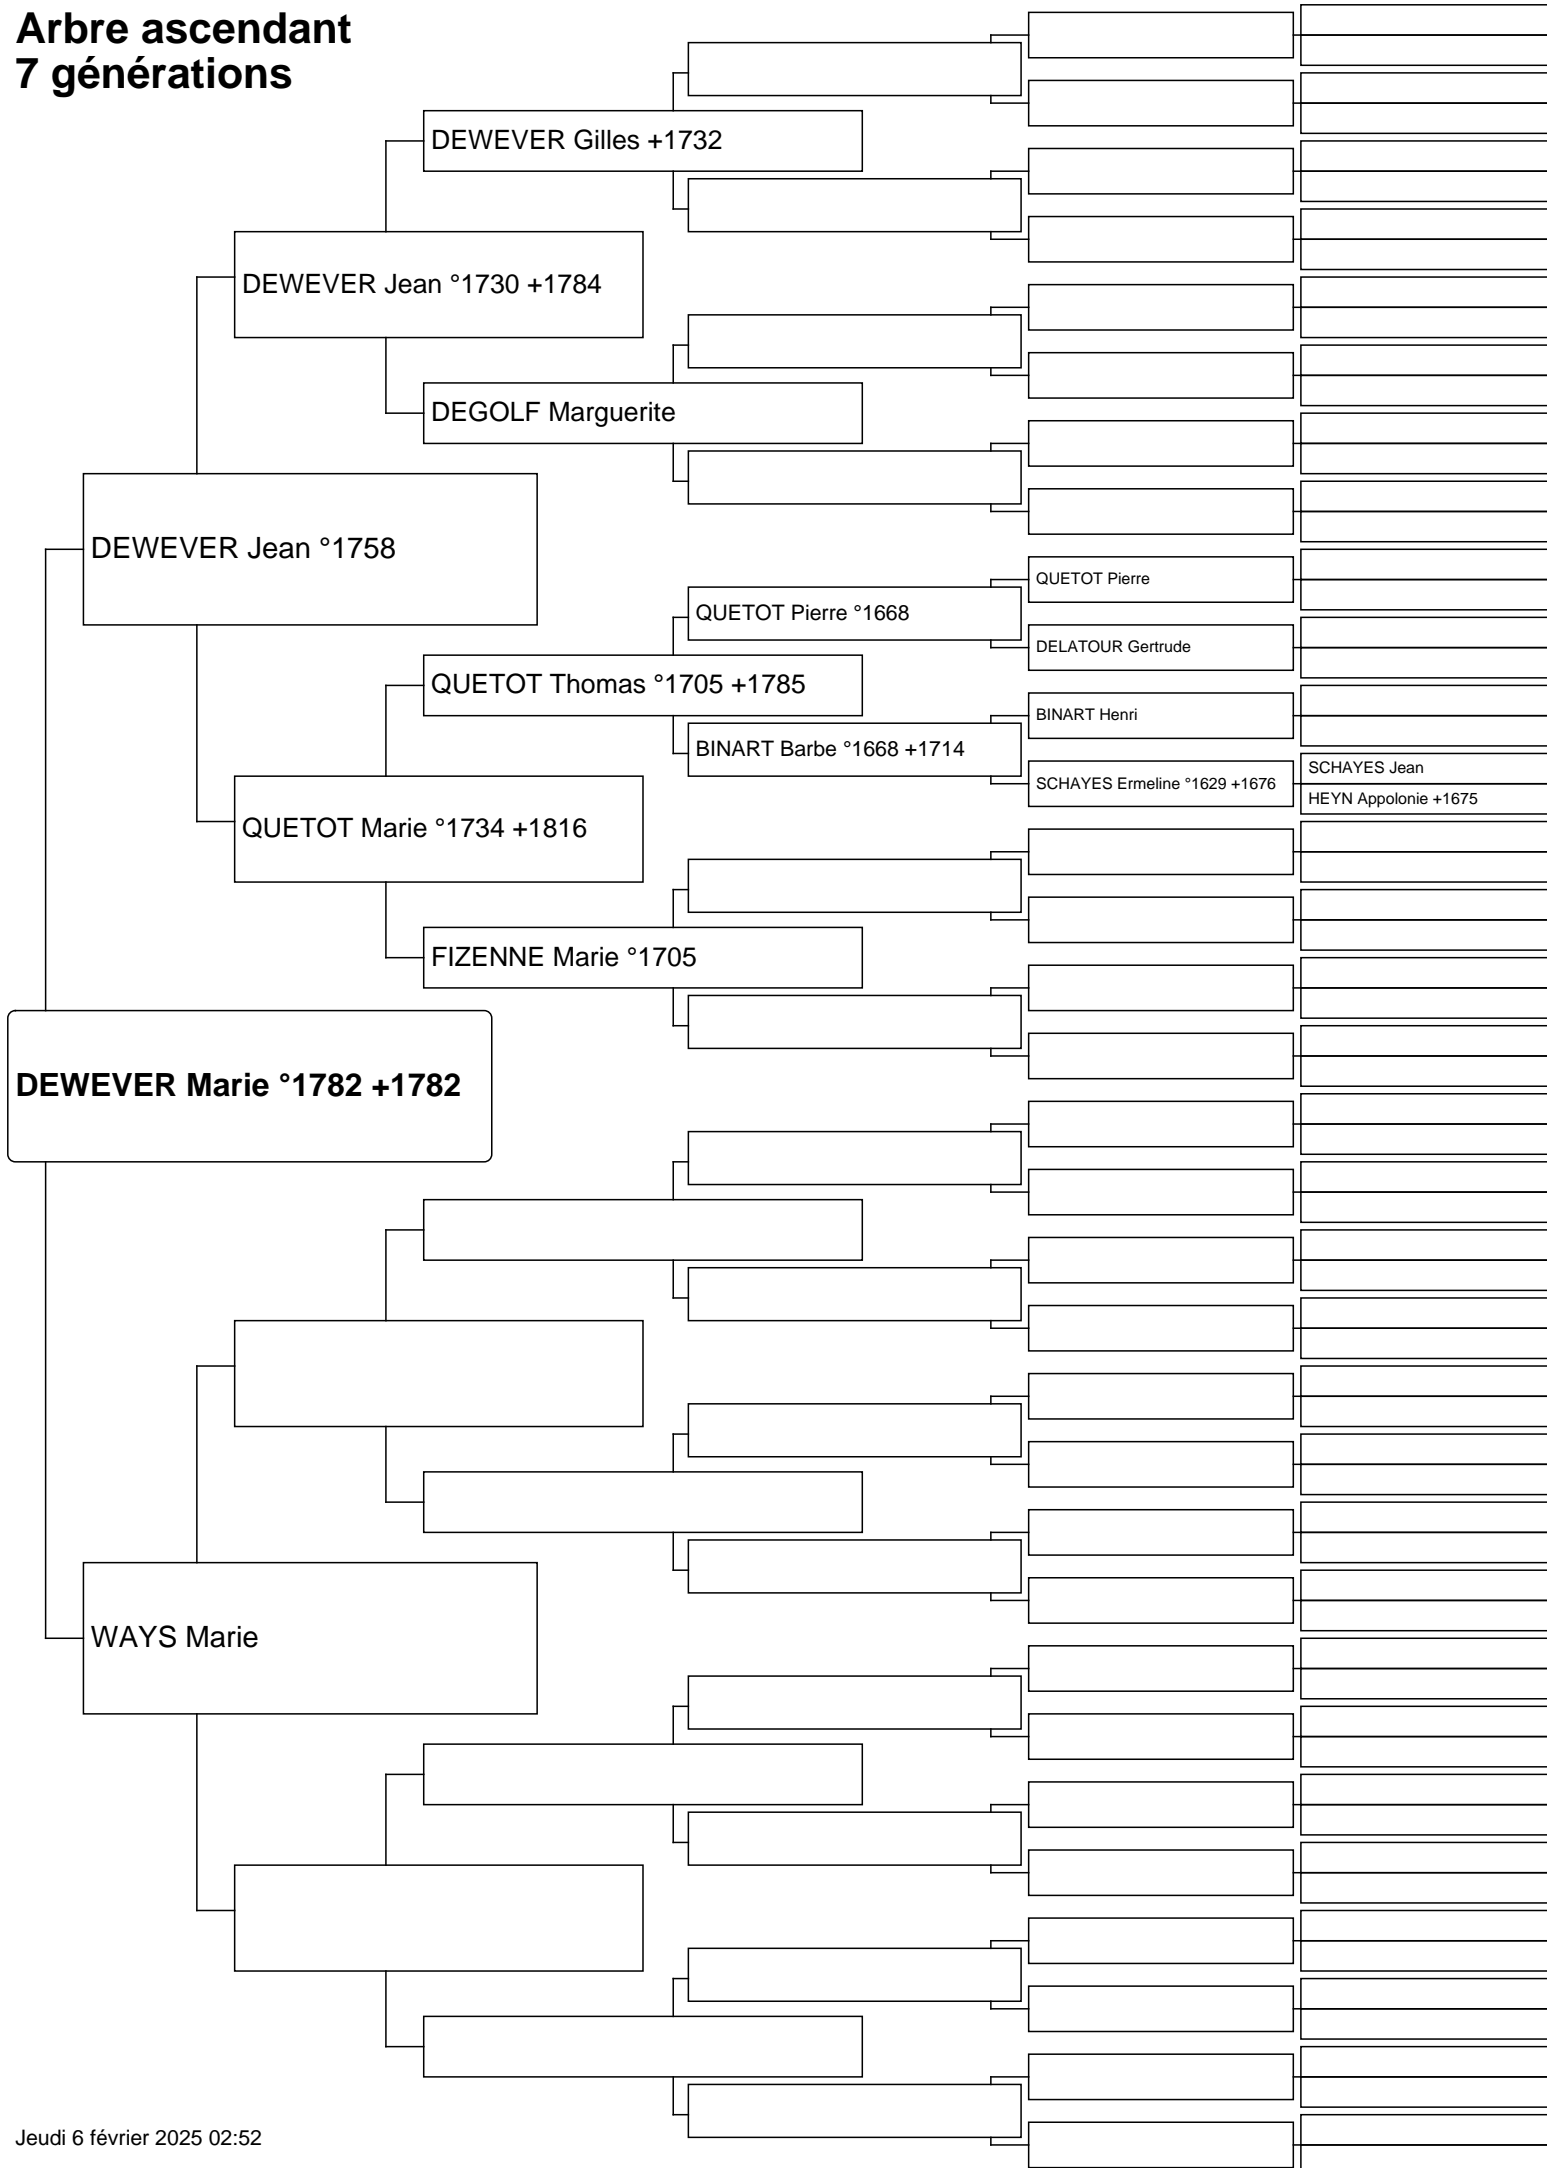 Arbre ascendant
7 générations
DEWEVER Gilles +1732
DEWEVER Jean °1730 +1784
DEGOLF Marguerite
DEWEVER Jean °1758
QUETOT Pierre
QUETOT Pierre °1668
DELATOUR Gertrude
QUETOT Thomas °1705 +1785
BINART Henri
BINART Barbe °1668 +1714
SCHAYES Jean
SCHAYES Ermeline °1629 +1676
HEYN Appolonie +1675
QUETOT Marie °1734 +1816
FIZENNE Marie °1705
DEWEVER Marie °1782 +1782
WAYS Marie
Jeudi 6 février 2025 02:52